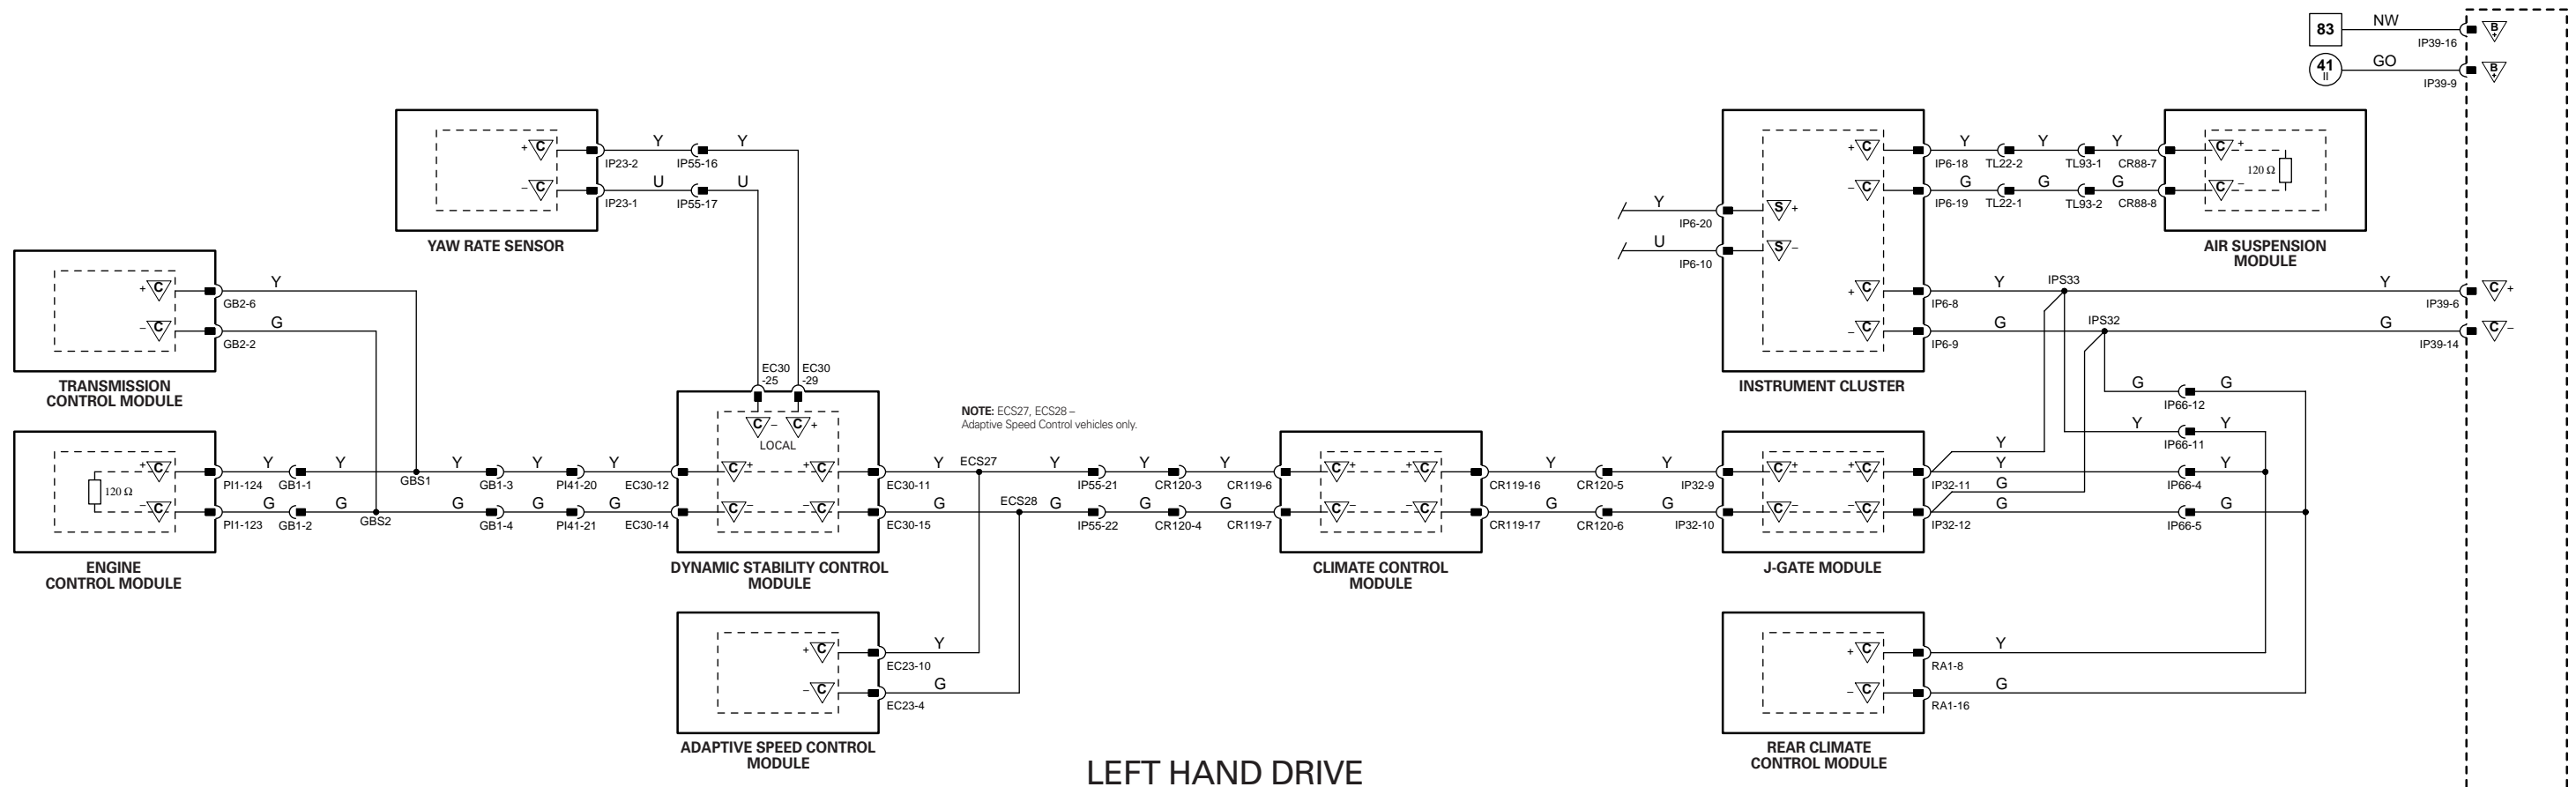 83 NW IP39-16 B +
41 II GO IP39-9 B +
+ C Y Y IP23-2 IP55-16
– C U U IP23-1 IP55-17
YAW RATE SENSOR
+ C Y GB2-6
– C G GB2-2
TRANSMISSION
CONTROL MODULE
120 Ω
+ C Y Y Y Y Y PI1-124 GB1-1 GBS1 GB1-3 PI41-20 EC30-12
– C G G G G G PI1-123 GB1-2 GBS2 GB1-4 PI41-21 EC30-14
ENGINE
CONTROL MODULE
EC30 EC30
-25 -29
C – C +
LOCAL
C + + C
C – – C
DYNAMIC STABILITY CONTROL
MODULE
NOTE: ECS27, ECS28 –
Adaptive Speed Control vehicles only.
Y ECS27 Y Y Y EC30-11 IP55-21 CR120-3 CR119-6
G ECS28 G G G EC30-15 IP55-22 CR120-4 CR119-7
+ C Y EC23-10
– C G EC23-4
ADAPTIVE SPEED CONTROL
MODULE
C + + C
C – – C
CLIMATE CONTROL
MODULE
Y Y CR119-16 CR120-5 IP32-9
G G CR119-17 CR120-6 IP32-10
C + + C
C – – C
J-GATE MODULE
Y
Y Y IP32-11 IP66-4
G
G G IP32-12 IP66-5
Y IP6-20 S +
U IP6-10 S –
+ C Y Y Y IP6-18 TL22-2 TL93-1 CR88-7
– C G G G IP6-19 TL22-1 TL93-2 CR88-8
+ C Y IPS33 Y IP6-8 IP39-6 C +
– C G IPS32 G IP6-9 IP39-14 C –
INSTRUMENT CLUSTER
C +
120 Ω
C –
AIR SUSPENSION
MODULE
G G IP66-12
Y Y IP66-11
+ C Y RA1-8
– C G RA1-16
REAR CLIMATE
CONTROL MODULE
LEFT HAND DRIVE